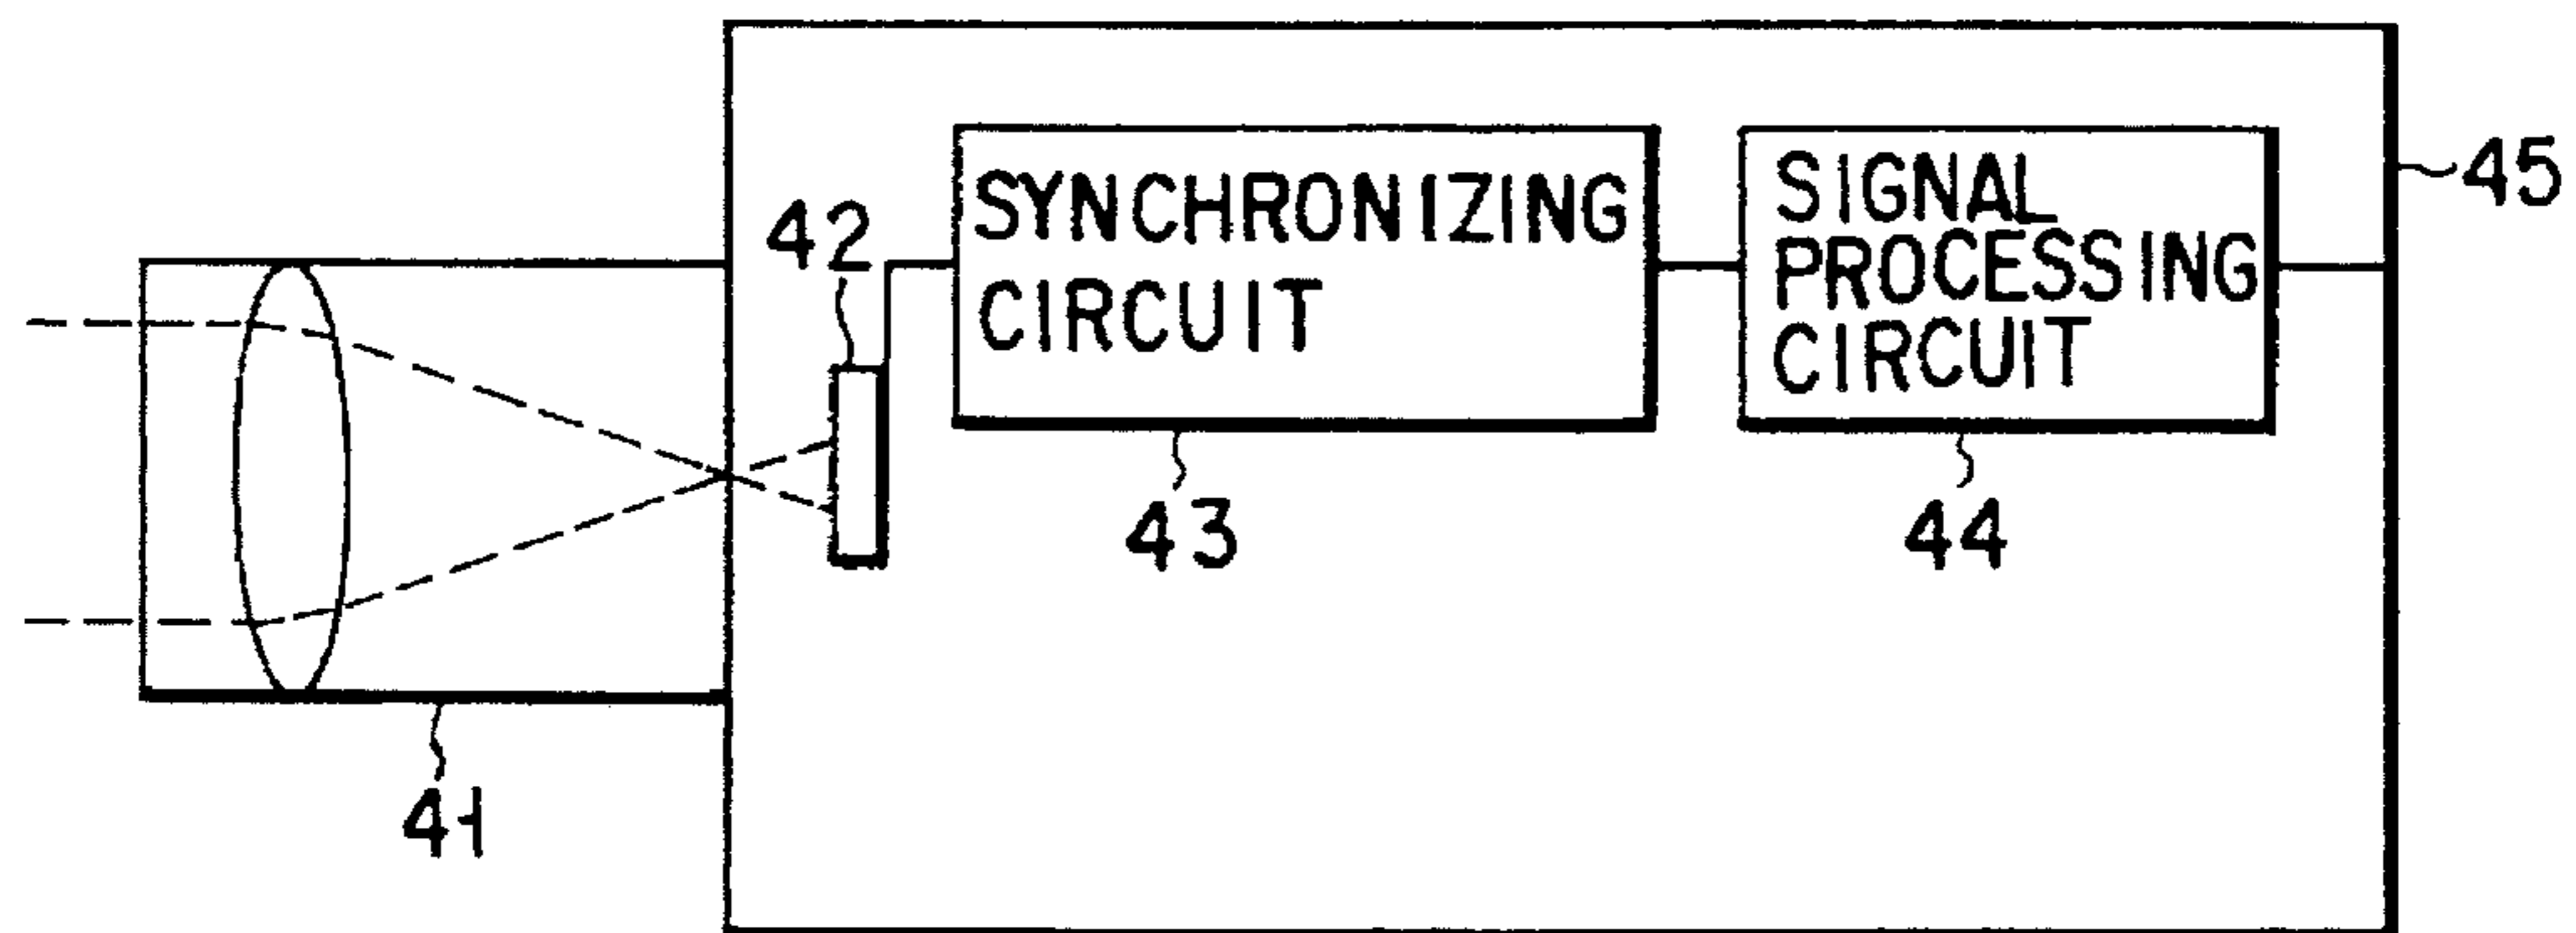 45
42
SYNCHRONIZING
CIRCUIT
SIGNAL
PROCESSING
CIRCUIT
43
44
41